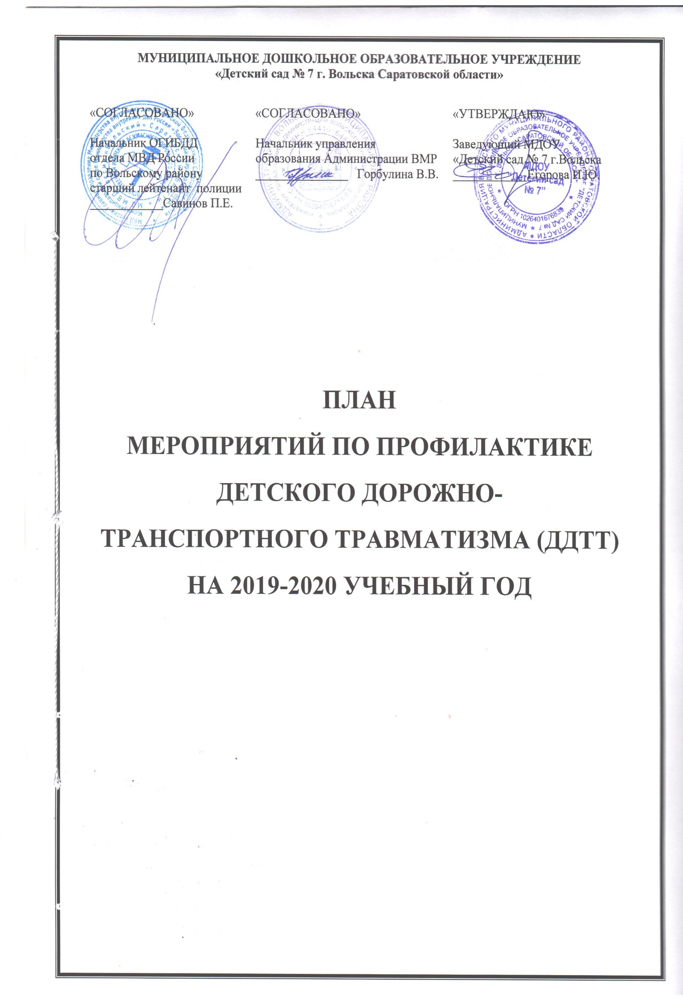 МУНИЦИПАЛЬНОЕ ДОШКОЛЬНОЕ ОБРАЗОВАТЕЛЬНОЕ УЧРЕЖДЕНИЕ
«Детский сад № 7 г. Вольска Саратовской области»
«СОГЛАСОВАНО»
Начальник ОГИБДД
отдела МВД России
по Вольскому району
старший лейтенант полиции
Савинов П.Е.
«СОГЛАСОВАНО»
Начальник управления
образования Администрации ВМР
Горбулина В.В.
«УТВЕРЖДАЮ»
Заведующий МДОУ
«Детский сад № 7 г.Вольска
Егорова И.Ю.
МДОУ
"Детский сад
№ 7"
ОГРН 1026401676839
ПЛАН
МЕРОПРИЯТИЙ ПО ПРОФИЛАКТИКЕ
ДЕТСКОГО ДОРОЖНО-
ТРАНСПОРТНОГО ТРАВМАТИЗМА (ДДТТ)
НА 2019-2020 УЧЕБНЫЙ ГОД